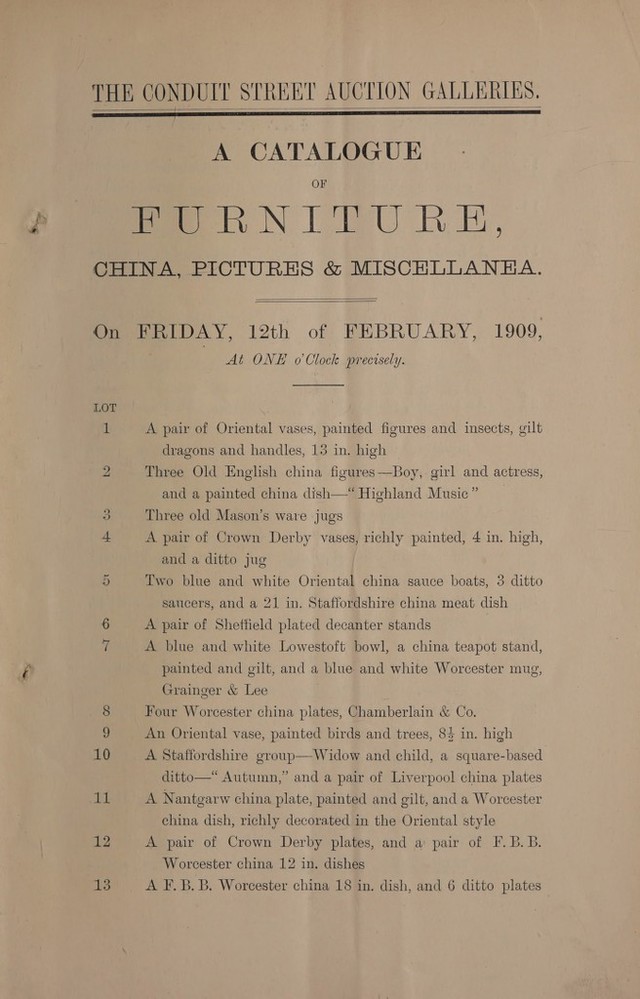 THE CONDUIT STREET AUCTION GALLERIES.
A CATALOGUE
OF
FURNITURE,
CHINA, PICTURES & MISCELLANEA.
On FRIDAY, 12th of FEBRUARY, 1909,
At ONE o'Clock precisely.
LOT
1 A pair of Oriental vases, painted figures and insects, gilt
dragons and handles, 13 in. high
2 Three Old English china figures—Boy, girl and actress,
and a painted china dish—“ Highland Music ”
3 Three old Mason's ware jugs
4 A pair of Crown Derby vases, richly painted, 4 in. high,
and a ditto jug
5 Two blue and white Oriental china sauce boats, 3 ditto
saucers, and a 21 in. Staffordshire china meat dish
6 A pair of Sheffield plated decanter stands
7 A blue and white Lowestoft bowl, a china teapot stand,
painted and gilt, and a blue and white Worcester mug,
Grainger & Lee
8 Four Worcester china plates, Chamberlain & Co.
9 An Oriental vase, painted birds and trees, in. high
10 A Staffordshire group—Widow and child, a square-based
ditto—“ Autumn,” and a pair of Liverpool china plates
11 A Nantgarw china plate, painted and gilt, and a Worcester
china dish, richly decorated in the Oriental style
12 A pair of Crown Derby plates, and a pair of F. B. B.
Worcester china 12 in. dishes
13 A F. B. B. Worcester china 18 in. dish, and 6 ditto plates